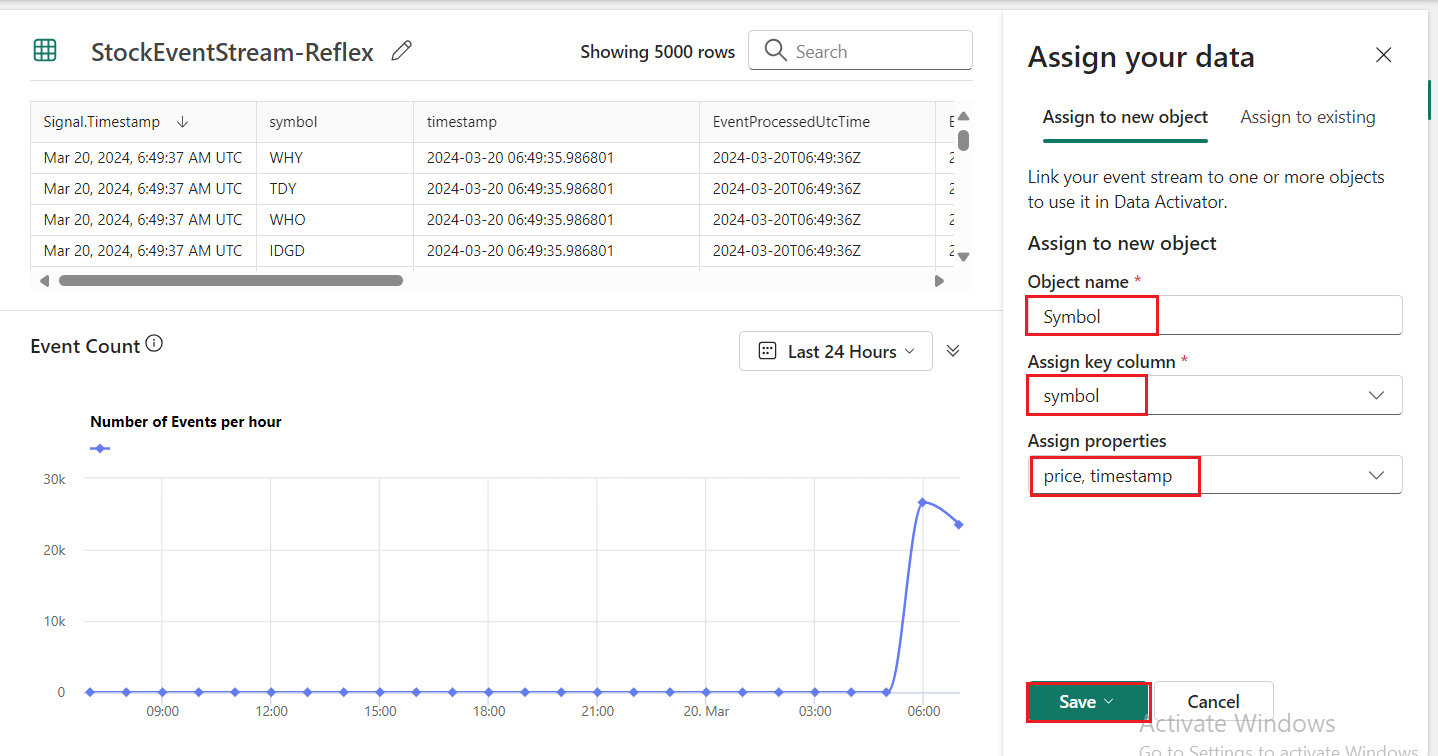 StockEventStream-Reflex
Showing 5000 rows
Search
Signal.Timestamp symbol timestamp EventProcessedUtcTime E
Mar 20, 2024, 6:49:37 AM UTC WHY 2024-03-20 06:49:35.986801 2024-03-20T06:49:36Z 2
Mar 20, 2024, 6:49:37 AM UTC TDY 2024-03-20 06:49:35.986801 2024-03-20T06:49:36Z 2
Mar 20, 2024, 6:49:37 AM UTC WHO 2024-03-20 06:49:35.986801 2024-03-20T06:49:36Z 2
Mar 20, 2024, 6:49:37 AM UTC IDGD 2024-03-20 06:49:35.986801 2024-03-20T06:49:36Z 2
Event Count
Last 24 Hours
Number of Events per hour
30k
20k
10k
0
09:00 12:00 15:00 18:00 21:00 20. Mar 03:00 06:00
Assign your data
Assign to new object Assign to existing
Link your event stream to one or more objects
to use it in Data Activator.
Assign to new object
Object name *
Symbol
Assign key column *
symbol
Assign properties
price, timestamp
Save Cancel
Activate Windows
Go to Settings to activate Windows.